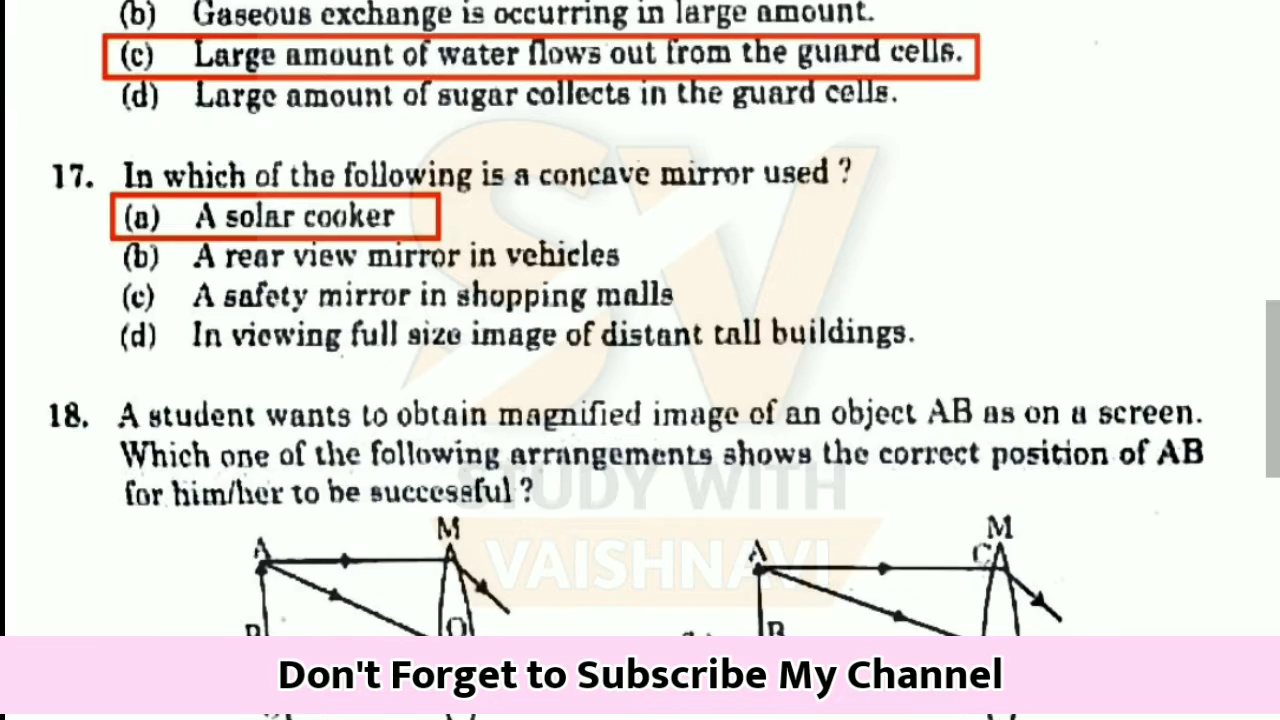 (b) Gaseous exchange is occurring in large amount.
(c) Large amount of water flows out from the guard cells.
(d) Large amount of sugar collects in the guard cells.
17. In which of the following is a concave mirror used ?
(a) A solar cooker
(b) A rear view mirror in vehicles
(c) A safety mirror in shopping malls
(d) In viewing full size image of distant tall buildings.
18. A student wants to obtain magnified image of an object AB as on a screen.
Which one of the following arrangements shows the correct position of AB
for him/her to be successful ?
SV
STUDY WITH
VAISHNAVI
A M A C M
B O B
Don't Forget to Subscribe My Channel